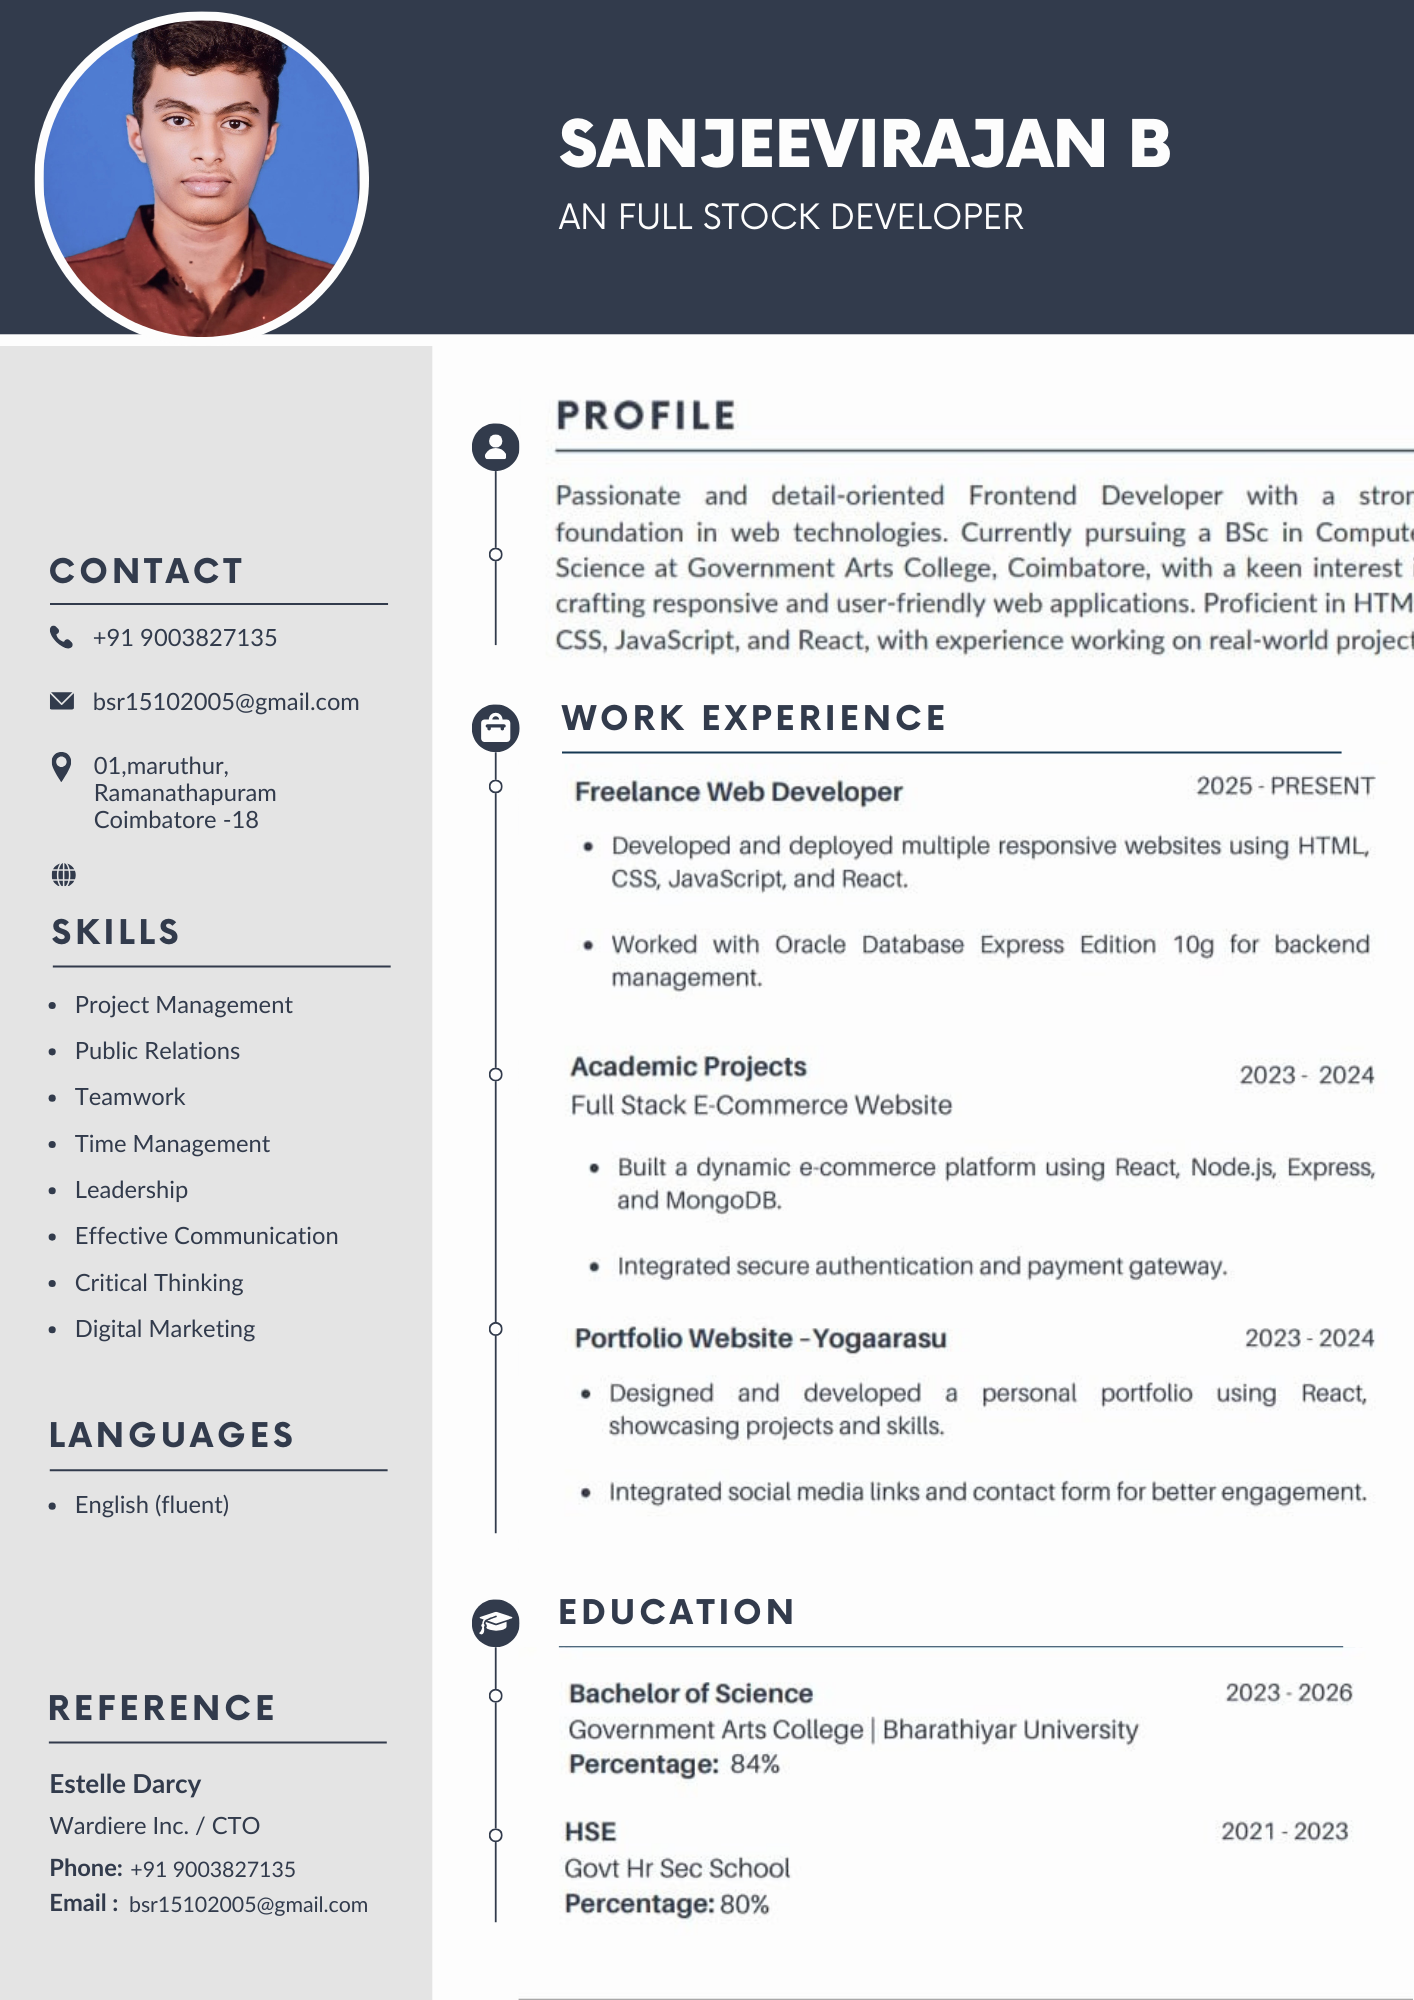 SANJEEVIRAJAN B
AN FULL STOCK DEVELOPER
CONTACT
+91 9003827135
bsr15102005@gmail.com
01,maruthur,
Ramanathapuram
Coimbatore -18
SKILLS
• Project Management
• Public Relations
• Teamwork
• Time Management
• Leadership
• Effective Communication
• Critical Thinking
• Digital Marketing
LANGUAGES
• English (fluent)
REFERENCE
Estelle Darcy
Wardiere Inc. / CTO
Phone: +91 9003827135
Email : bsr15102005@gmail.com
PROFILE
Passionate and detail-oriented Frontend Developer with a
foundation in web technologies. Currently pursuing a BSc in
Science at Government Arts College, Coimbatore, with a keen interest
crafting responsive and user-friendly web applications. Proficient in
CSS, JavaScript, and React, with experience working on real-world
WORK EXPERIENCE
Freelance Web Developer 2025 - PRESENT
• Developed and deployed multiple responsive websites using HTML,
CSS, JavaScript, and React.
• Worked with Oracle Database Express Edition 10g for backend
management.
Academic Projects 2023 - 2024
Full Stack E-Commerce Website
• Built a dynamic e-commerce platform using React, Node.js, Express,
and MongoDB.
• Integrated secure authentication and payment gateway.
Portfolio Website –Yogaarasu 2023 - 2024
• Designed and developed a personal portfolio using React,
showcasing projects and skills.
• Integrated social media links and contact form for better engagement.
EDUCATION
Bachelor of Science 2023 - 2026
Government Arts College | Bharathiyar University
Percentage: 84%
HSE 2021 - 2023
Govt Hr Sec School
Percentage: 80%